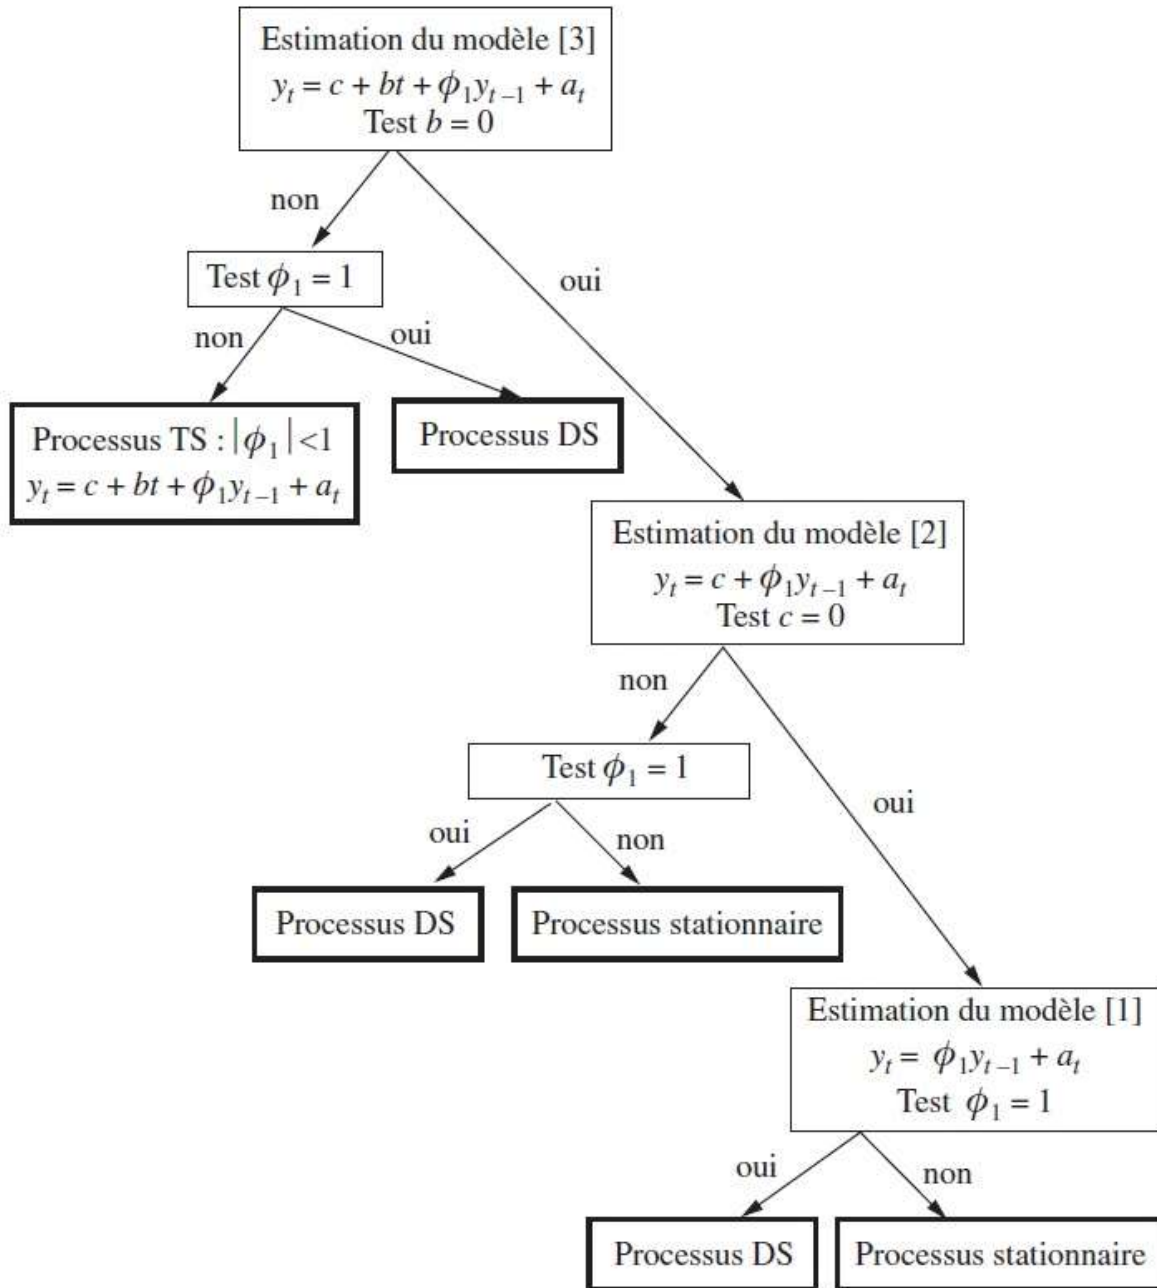 Estimation du modèle [3]
y_t = c + bt + ϕ_1y_{t–1} + a_t
Test b = 0
non
oui
Test ϕ_1 = 1
non
oui
Processus TS : |ϕ_1| <1
y_t = c + bt + ϕ_1y_{t–1} + a_t
Processus DS
Estimation du modèle [2]
y_t = c + ϕ_1y_{t–1} + a_t
Test c = 0
non
oui
Test ϕ_1 = 1
oui
non
Processus DS
Processus stationnaire
Estimation du modèle [1]
y_t = ϕ_1y_{t–1} + a_t
Test ϕ_1 = 1
oui
non
Processus DS
Processus stationnaire